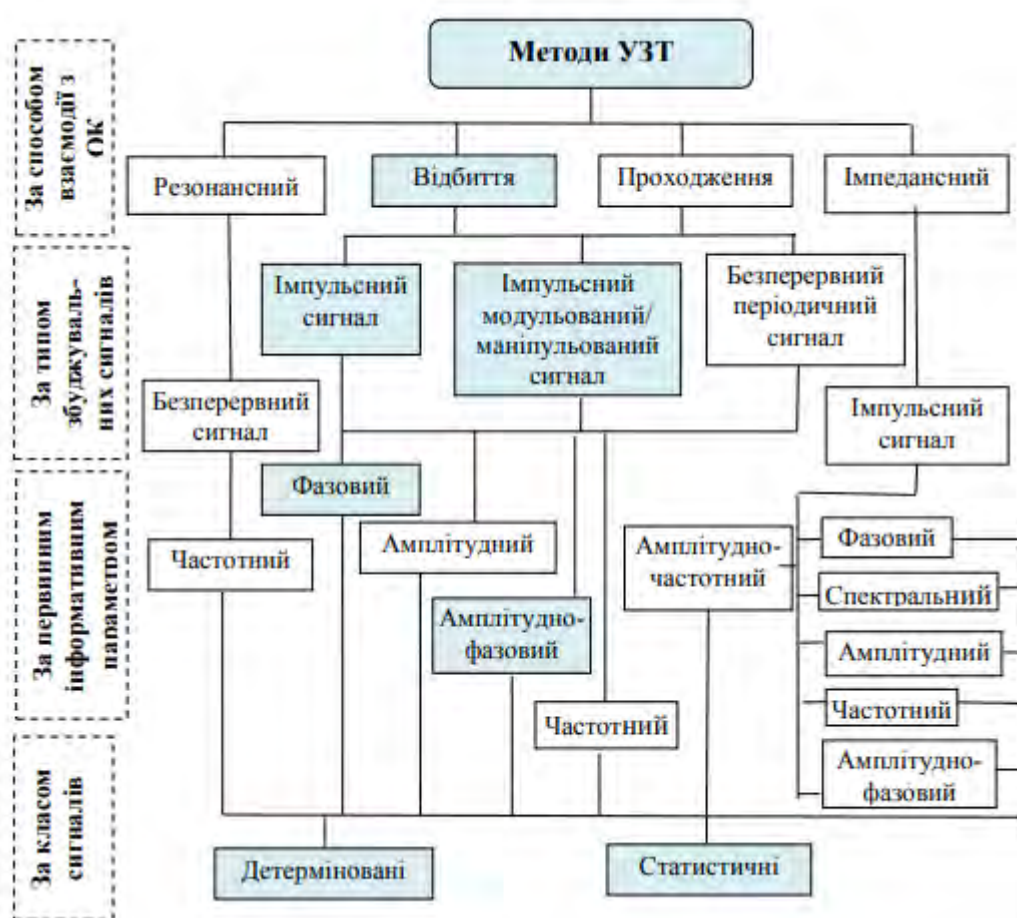 Методи УЗТ
За способом
взаємодії з
ОК
Резонансний
Відбиття
Проходження
Імпедансний
За типом
збуджуваль-
них сигналів
Імпульсний
сигнал
Імпульсний
модульований/
маніпульований
сигнал
Безперервний
періодичний
сигнал
Безперервний
сигнал
Імпульсний
сигнал
За первинним
інформативним
параметром
Фазовий
Частотний
Амплітудний
Амплітудно-
фазовий
Частотний
Амплітудно-
частотний
Фазовий
Спектральний
Амплітудний
Частотний
Амплітудно-
фазовий
За класом
сигналів
Детерміновані
Статистичні